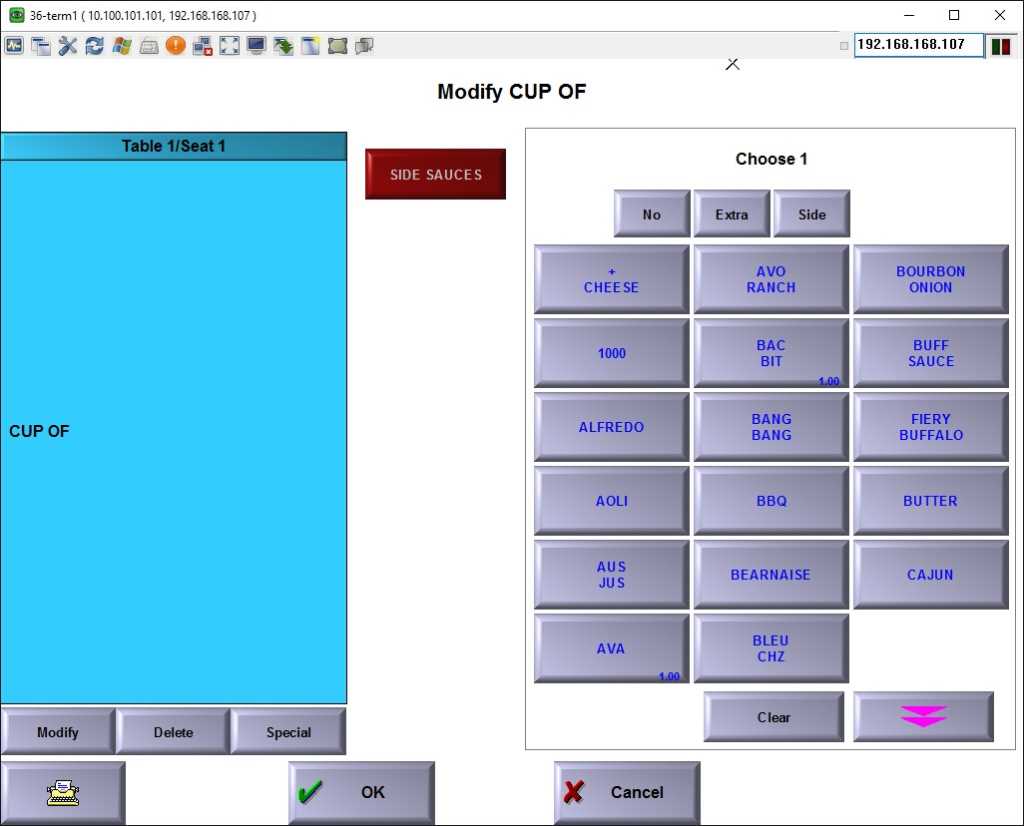 36-term1 ( 10.100.101.101, 192.168.168.107 )
192.168.168.107
Modify CUP OF
Table 1/Seat 1
CUP OF
SIDE SAUCES
Choose 1
No
Extra
Side
+
CHEESE
AVO
RANCH
BOURBON
ONION
1000
BAC
BIT
1.00
BUFF
SAUCE
ALFREDO
BANG
BANG
FIERY
BUFFALO
AOLI
BBQ
BUTTER
AUS
JUS
BEARNAISE
CAJUN
AVA
1.00
BLEU
CHZ
Clear
Modify
Delete
Special
OK
Cancel